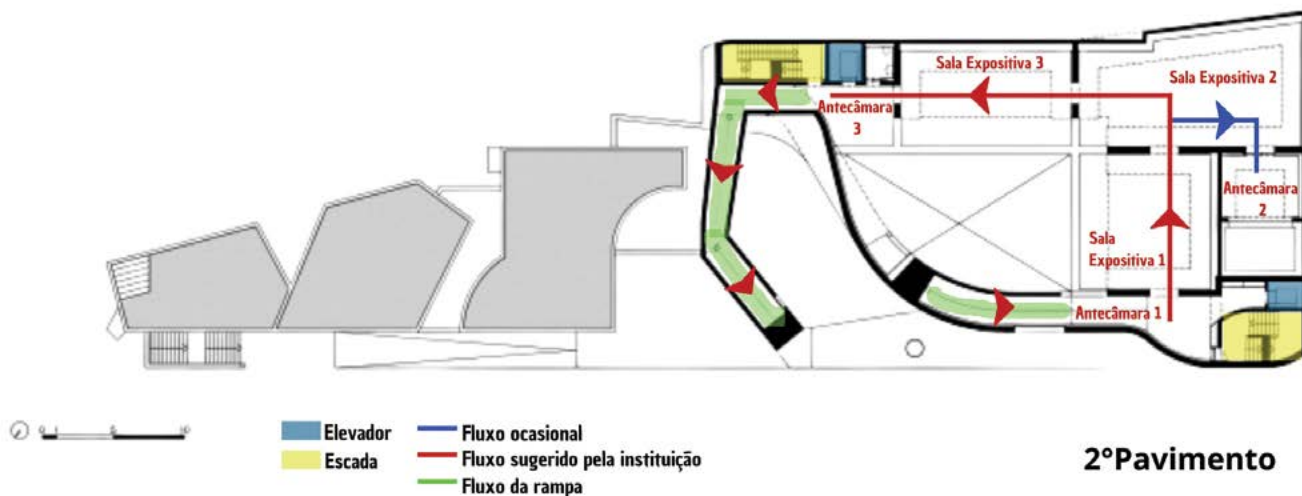 Sala Expositiva 3
Sala Expositiva 2
Antecâmara
3
Antecâmara
2
Sala
Expositiva 1
Antecâmara 1
Elevador
Escada
Fluxo ocasional
Fluxo sugerido pela instituição
Fluxo da rampa
2°Pavimento